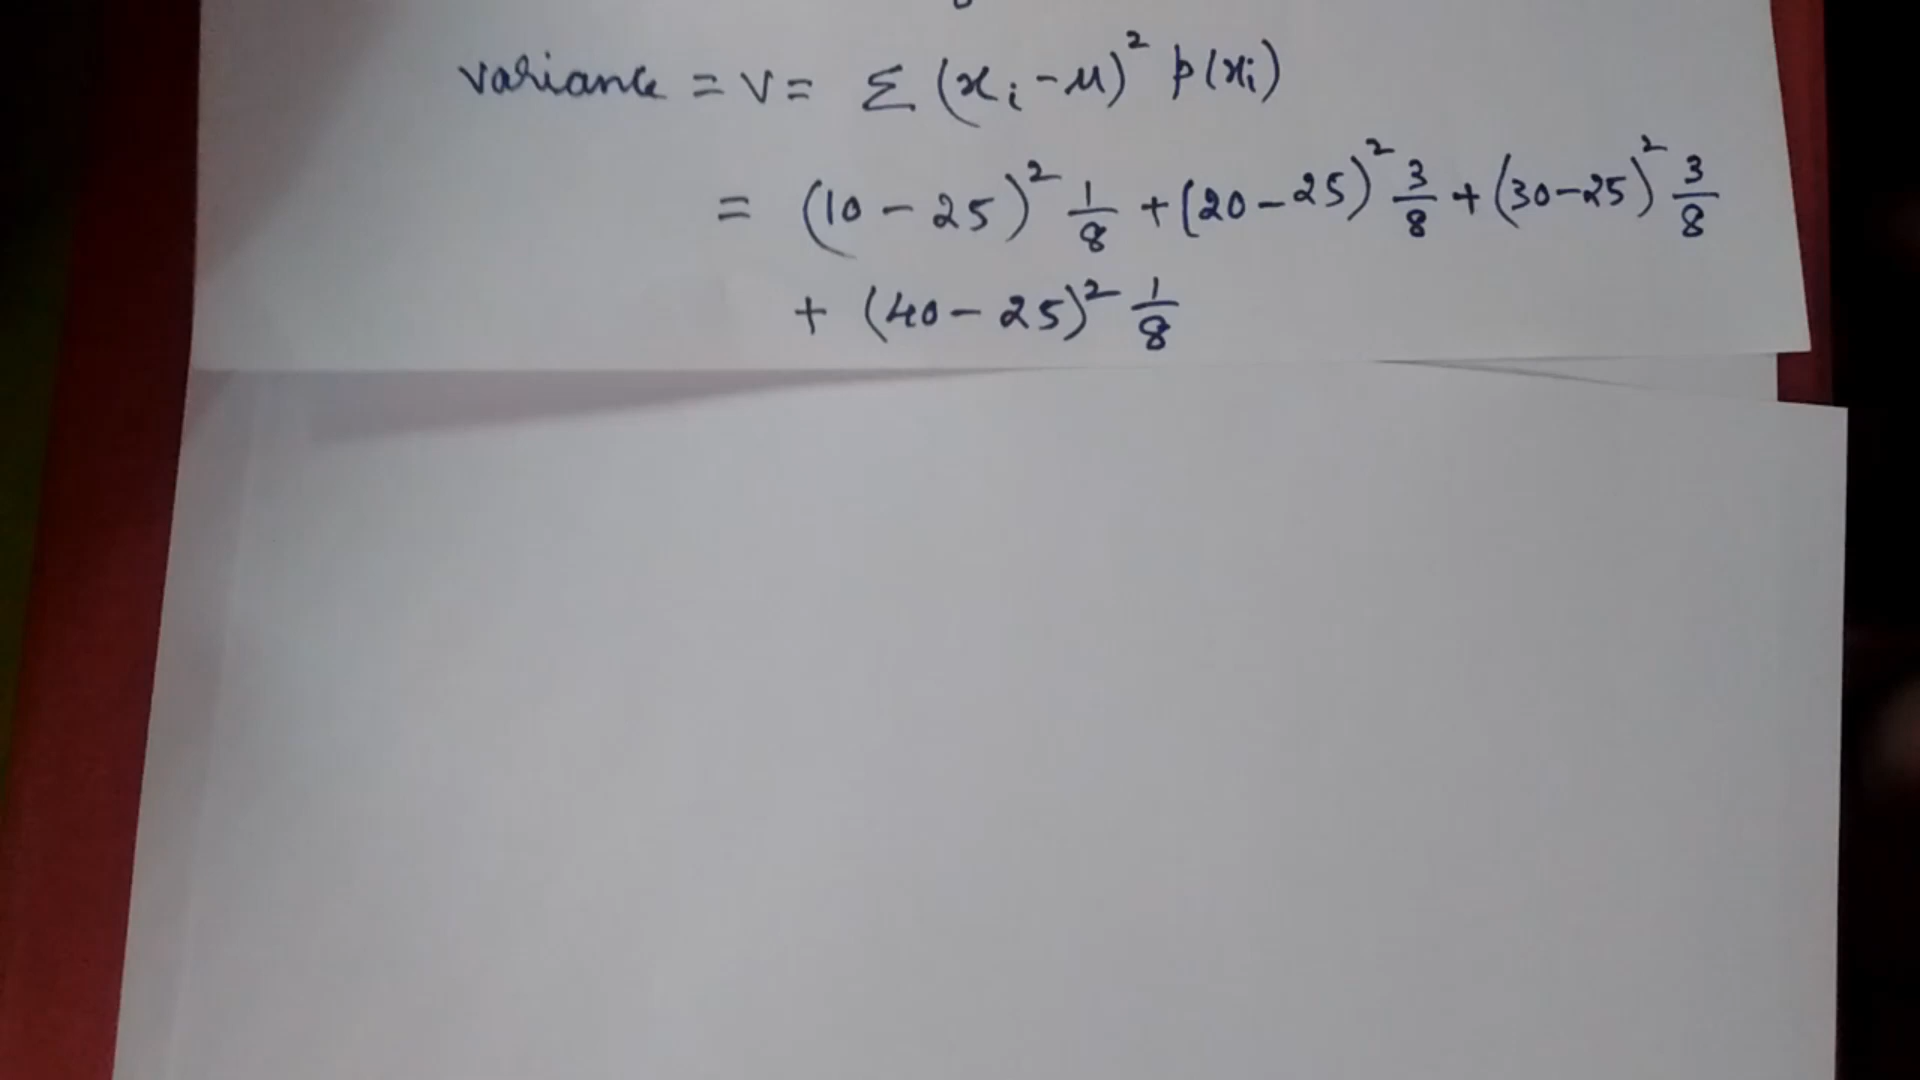 variance = V = Σ (xᵢ - μ)² p(xᵢ)
= (10 - 25)² 1/8 + (20 - 25)² 3/8 + (30 - 25)² 3/8
+ (40 - 25)² 1/8